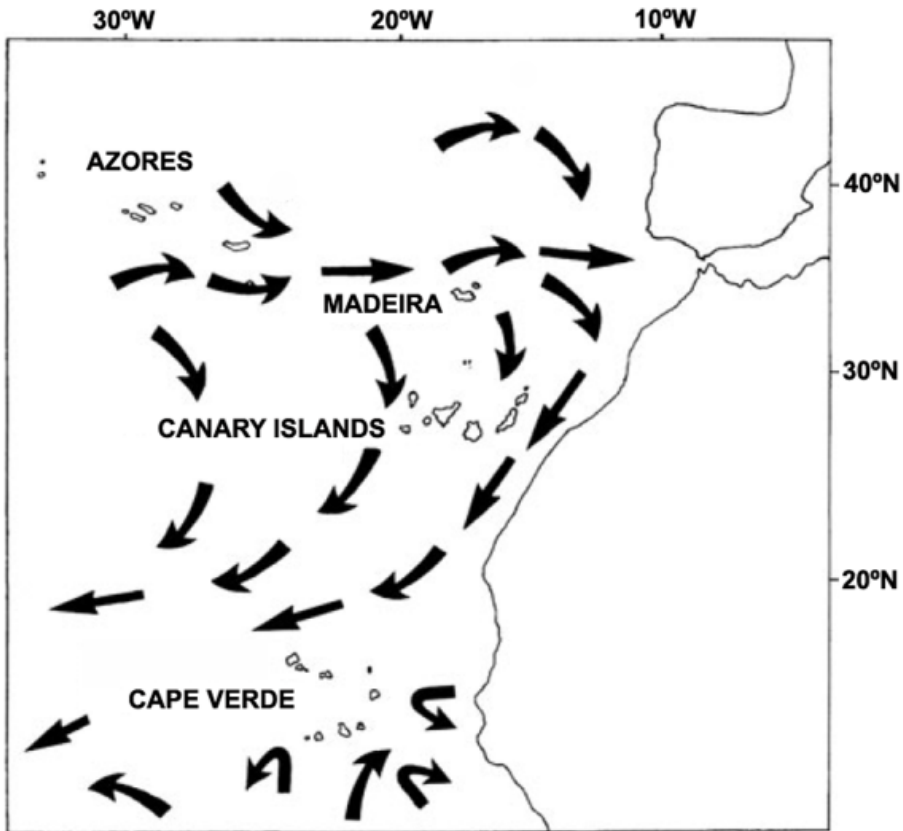 30ºW 20ºW 10ºW
AZORES
40ºN
MADEIRA
30ºN
CANARY ISLANDS
20ºN
CAPE VERDE